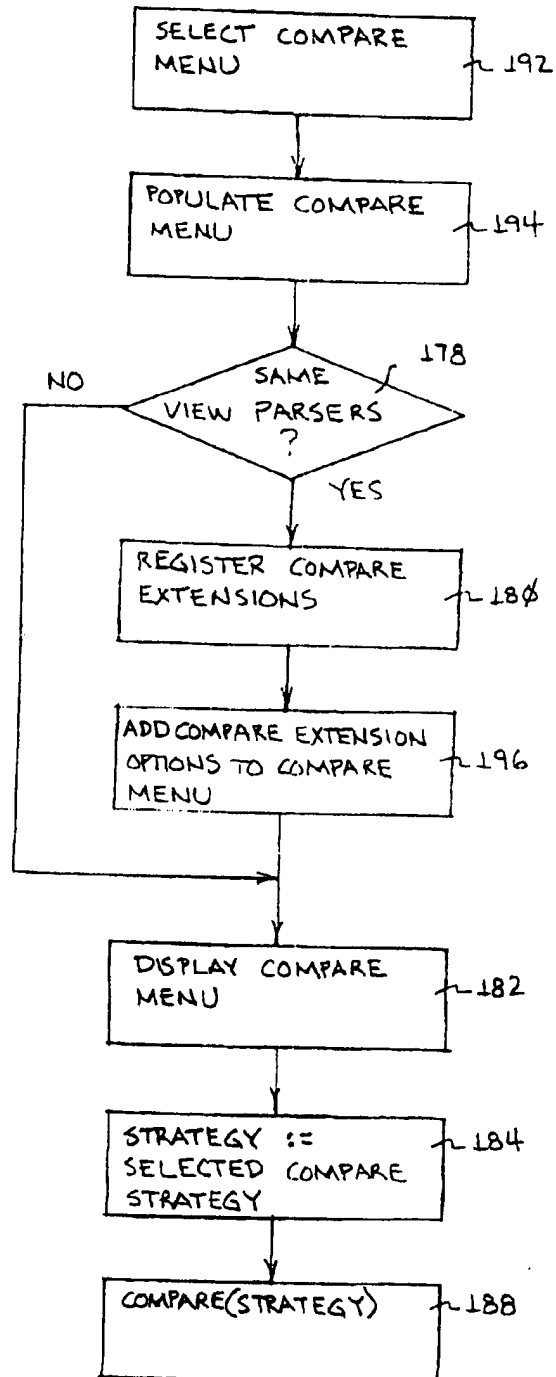 SELECT COMPARE
MENU
192
POPULATE COMPARE
MENU
194
178
NO
SAME
VIEW PARSERS
?
YES
REGISTER COMPARE
EXTENSIONS
18Ø
ADD COMPARE EXTENSION
OPTIONS TO COMPARE
MENU
196
DISPLAY COMPARE
MENU
182
STRATEGY :=
SELECTED COMPARE
STRATEGY
184
COMPARE(STRATEGY)
188